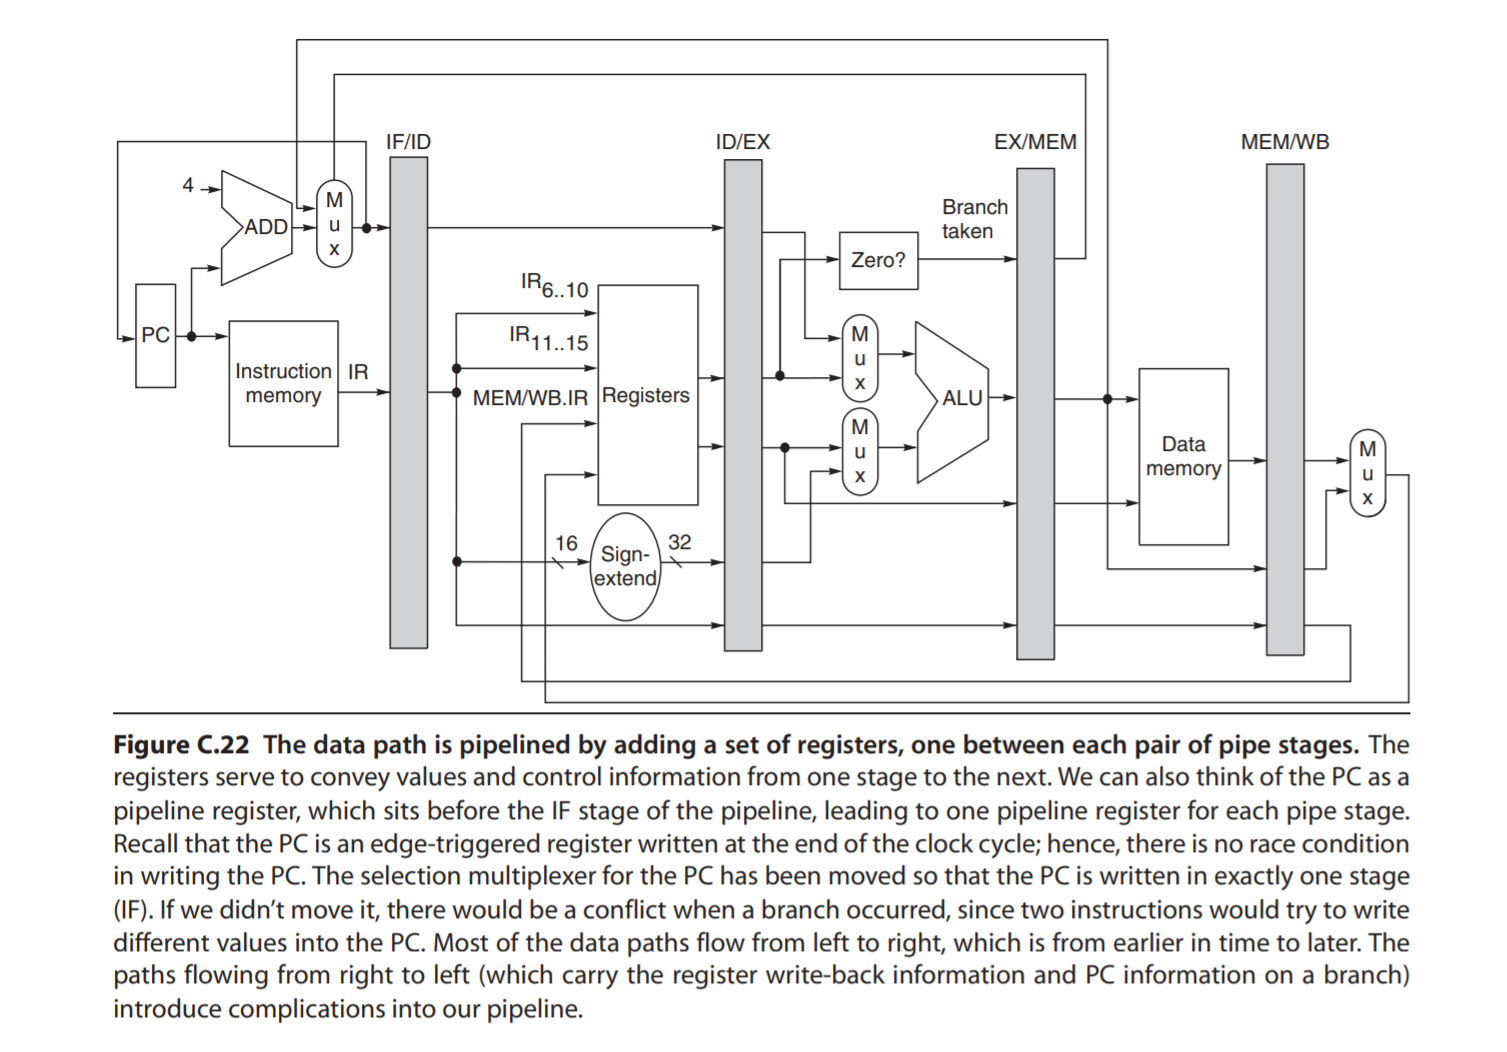 IF/ID
ID/EX
EX/MEM
MEM/WB
4
ADD
M
u
x
Branch
taken
Zero?
IR6..10
IR11..15
PC
Instruction
memory
IR
MEM/WB.IR
Registers
M
u
x
M
u
x
ALU
Data
memory
M
u
x
16
Sign-
extend
32
Figure C.22 The data path is pipelined by adding a set of registers, one between each pair of pipe stages. The
registers serve to convey values and control information from one stage to the next. We can also think of the PC as a
pipeline register, which sits before the IF stage of the pipeline, leading to one pipeline register for each pipe stage.
Recall that the PC is an edge-triggered register written at the end of the clock cycle; hence, there is no race condition
in writing the PC. The selection multiplexer for the PC has been moved so that the PC is written in exactly one stage
(IF). If we didn’t move it, there would be a conflict when a branch occurred, since two instructions would try to write
different values into the PC. Most of the data paths flow from left to right, which is from earlier in time to later. The
paths flowing from right to left (which carry the register write-back information and PC information on a branch)
introduce complications into our pipeline.